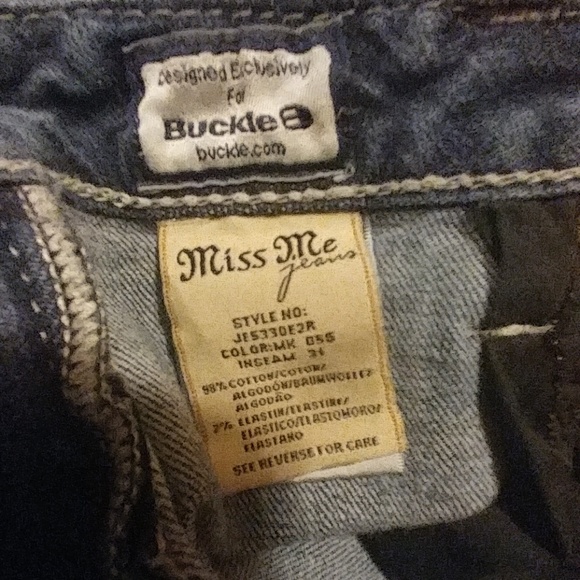 Designed Exclusively
For
Buckle B
buckle.com
Miss Me
jeans
STYLE NO:
JE5330E2R
COLOR:MK 055
INSEAM 31
98% COTTON/COTON/
ALGODÓN/BAUMWOLLE/
ALGODÃO
2% ELASTIN/ELASTINE/
ELASTICO/ELASTOMORO/
ELASTANO
SEE REVERSE FOR CARE